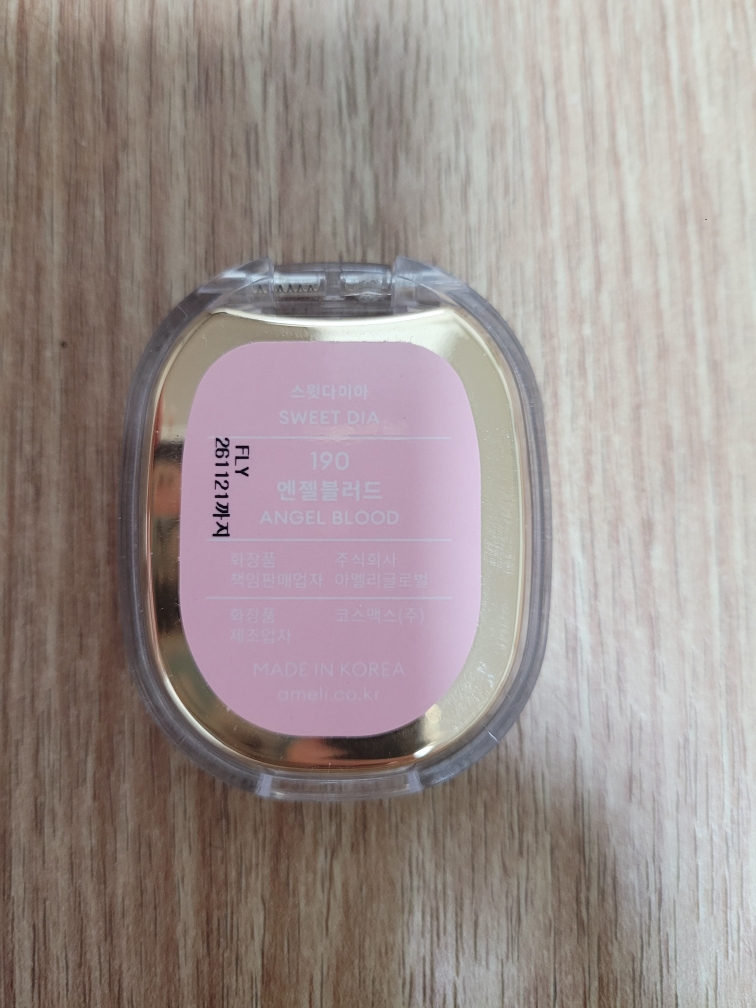 스윗다이아
SWEET DIA
190
엔젤블러드
ANGEL BLOOD
화장품 주식회사
책임판매업자 아멜리글로벌
화장품 코스맥스(주)
제조업자
MADE IN KOREA
ameli.co.kr
FLY
261121까지